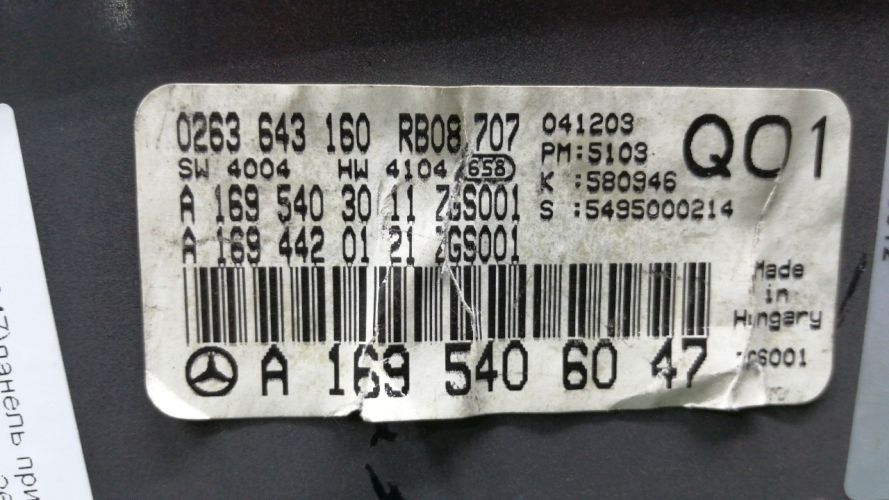 0263 643 160 RB08 707
041203
Q01
PM:5103
SW 4004 HW 4104 658
K :580946
A 169 540 30 11 ZGS001
S :5495000214
A 169 442 01 21 ZGS001
Made
in
Hungary
A 169 540 60 47
панель при